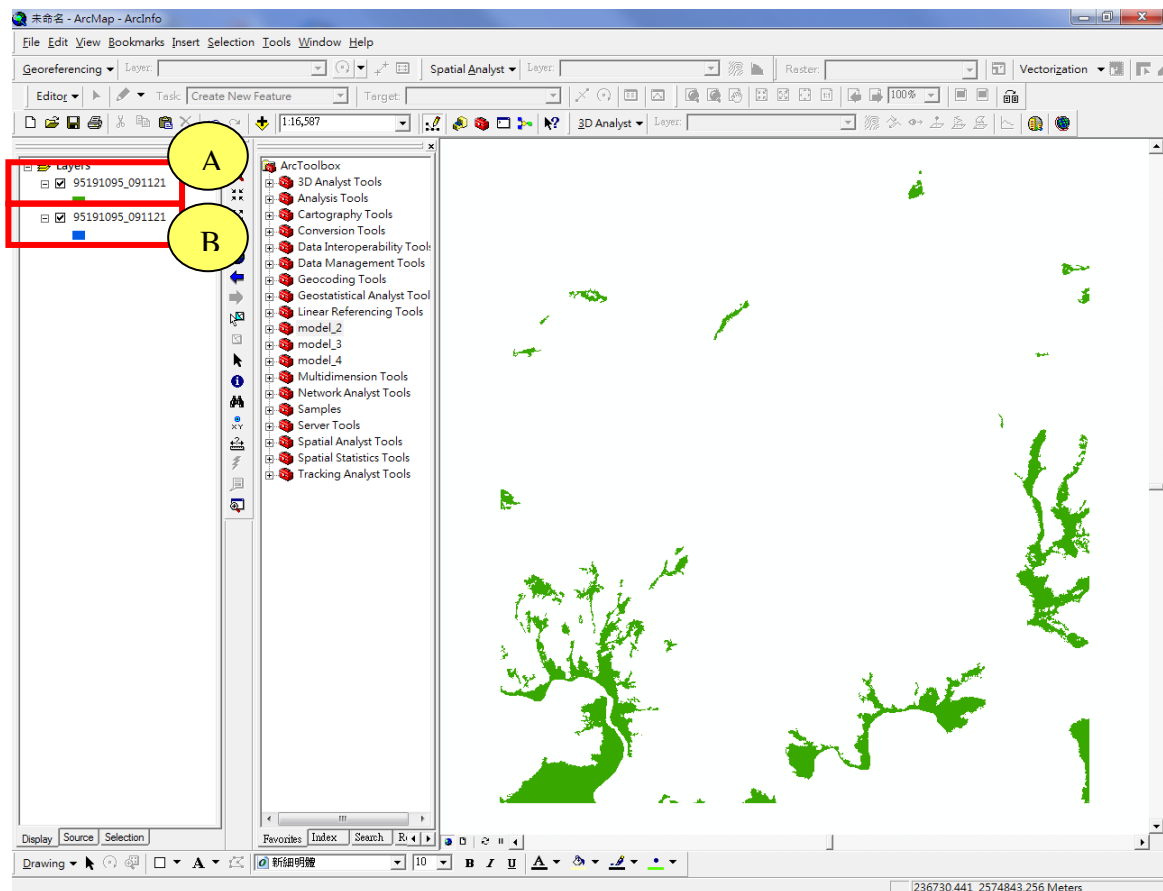 未命名 - ArcMap - ArcInfo
File Edit View Bookmarks Insert Selection Tools Window Help
Georeferencing Layer: Spatial Analyst Layer: Raster: Vectorization
Editor Task: Create New Feature Target: 100%
1:16,587 3D Analyst Layer:
Layers
A
95191095_091121
B
95191095_091121
ArcToolbox
3D Analyst Tools
Analysis Tools
Cartography Tools
Conversion Tools
Data Interoperability Tools
Data Management Tools
Geocoding Tools
Geostatistical Analyst Tool
Linear Referencing Tools
model_2
model_3
model_4
Multidimension Tools
Network Analyst Tools
Samples
Server Tools
Spatial Analyst Tools
Spatial Statistics Tools
Tracking Analyst Tools
Display Source Selection
Favorites Index Search
Drawing A 新細明體 10 B I U A
236730.441 2574843.256 Meters